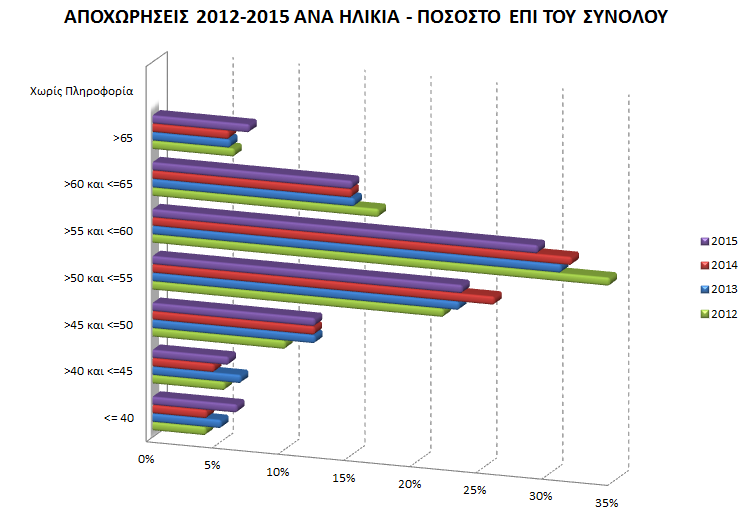 ΑΠΟΧΩΡΗΣΕΙΣ 2012-2015 ΑΝΑ ΗΛΙΚΙΑ - ΠΟΣΟΣΤΟ ΕΠΙ ΤΟΥ ΣΥΝΟΛΟΥ
Χωρίς Πληροφορία
>65
>60 και <=65
>55 και <=60
>50 και <=55
>45 και <=50
>40 και <=45
<= 40
0%
5%
10%
15%
20%
25%
30%
35%
2015
2014
2013
2012